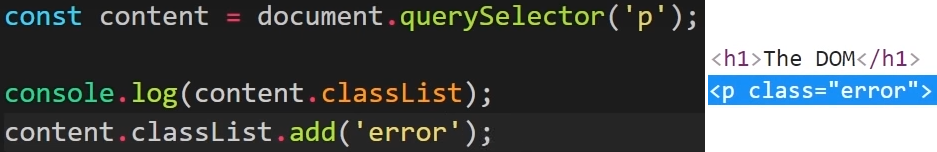 const content = document.querySelector('p');
console.log(content.classList);
content.classList.add('error');
<h1>The DOM</h1>
<p class="error">